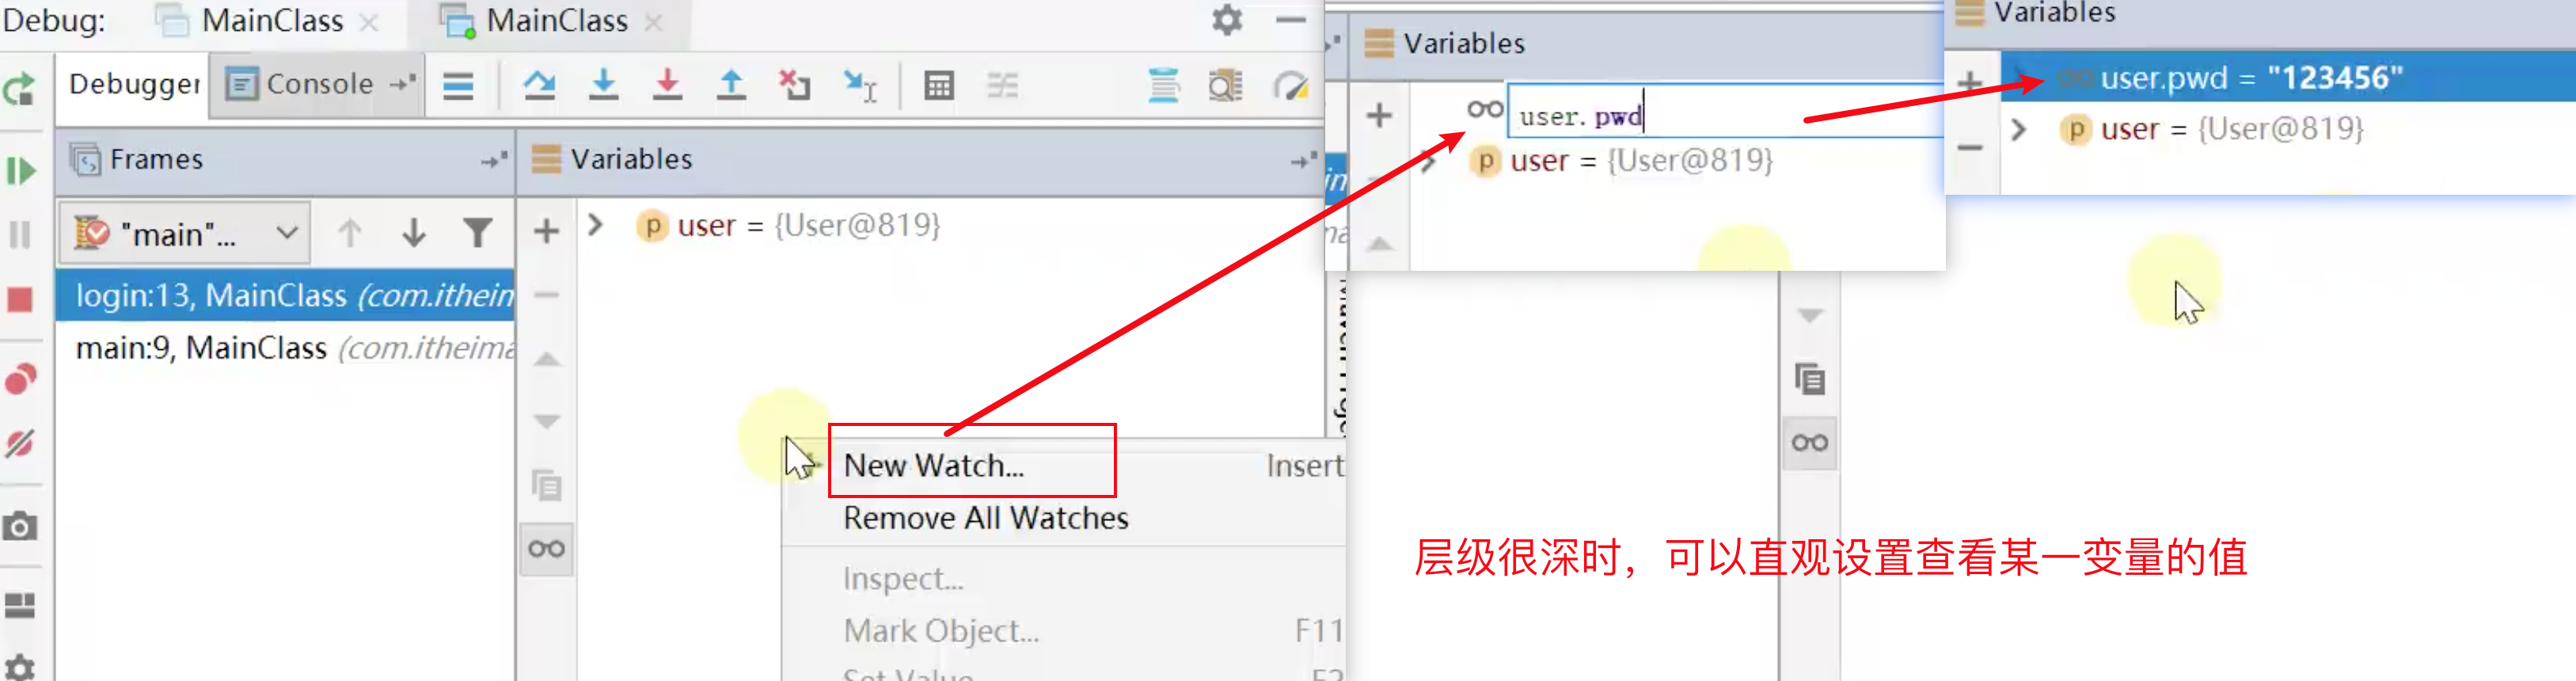 Debug: MainClass MainClass
Debugger Console
Frames
Variables
"main"...
login:13, MainClass (com.ithein
main:9, MainClass (com.itheima
user = {User@819}
New Watch... Insert
Remove All Watches
Inspect...
Mark Object... F11
Set Value... F2
Variables
user.pwd
p user = {User@819}
Variables
user.pwd = "123456"
p user = {User@819}
层级很深时，可以直观设置查看某一变量的值